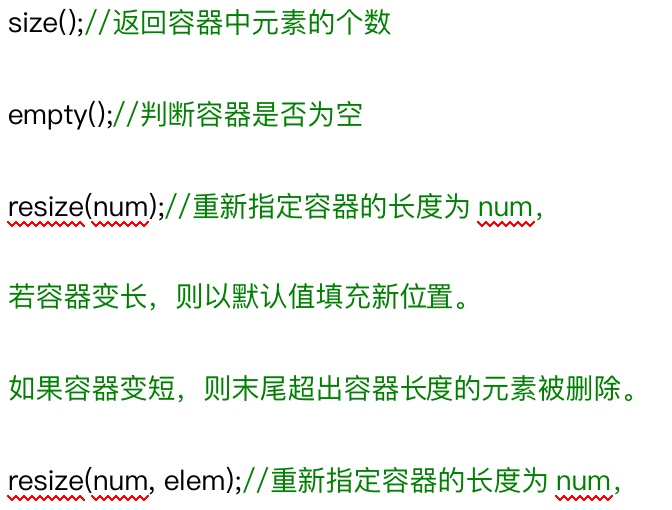 size();//返回容器中元素的个数
empty();//判断容器是否为空
resize(num);//重新指定容器的长度为 num，
若容器变长，则以默认值填充新位置。
如果容器变短，则末尾超出容器长度的元素被删除。
resize(num, elem);//重新指定容器的长度为 num，